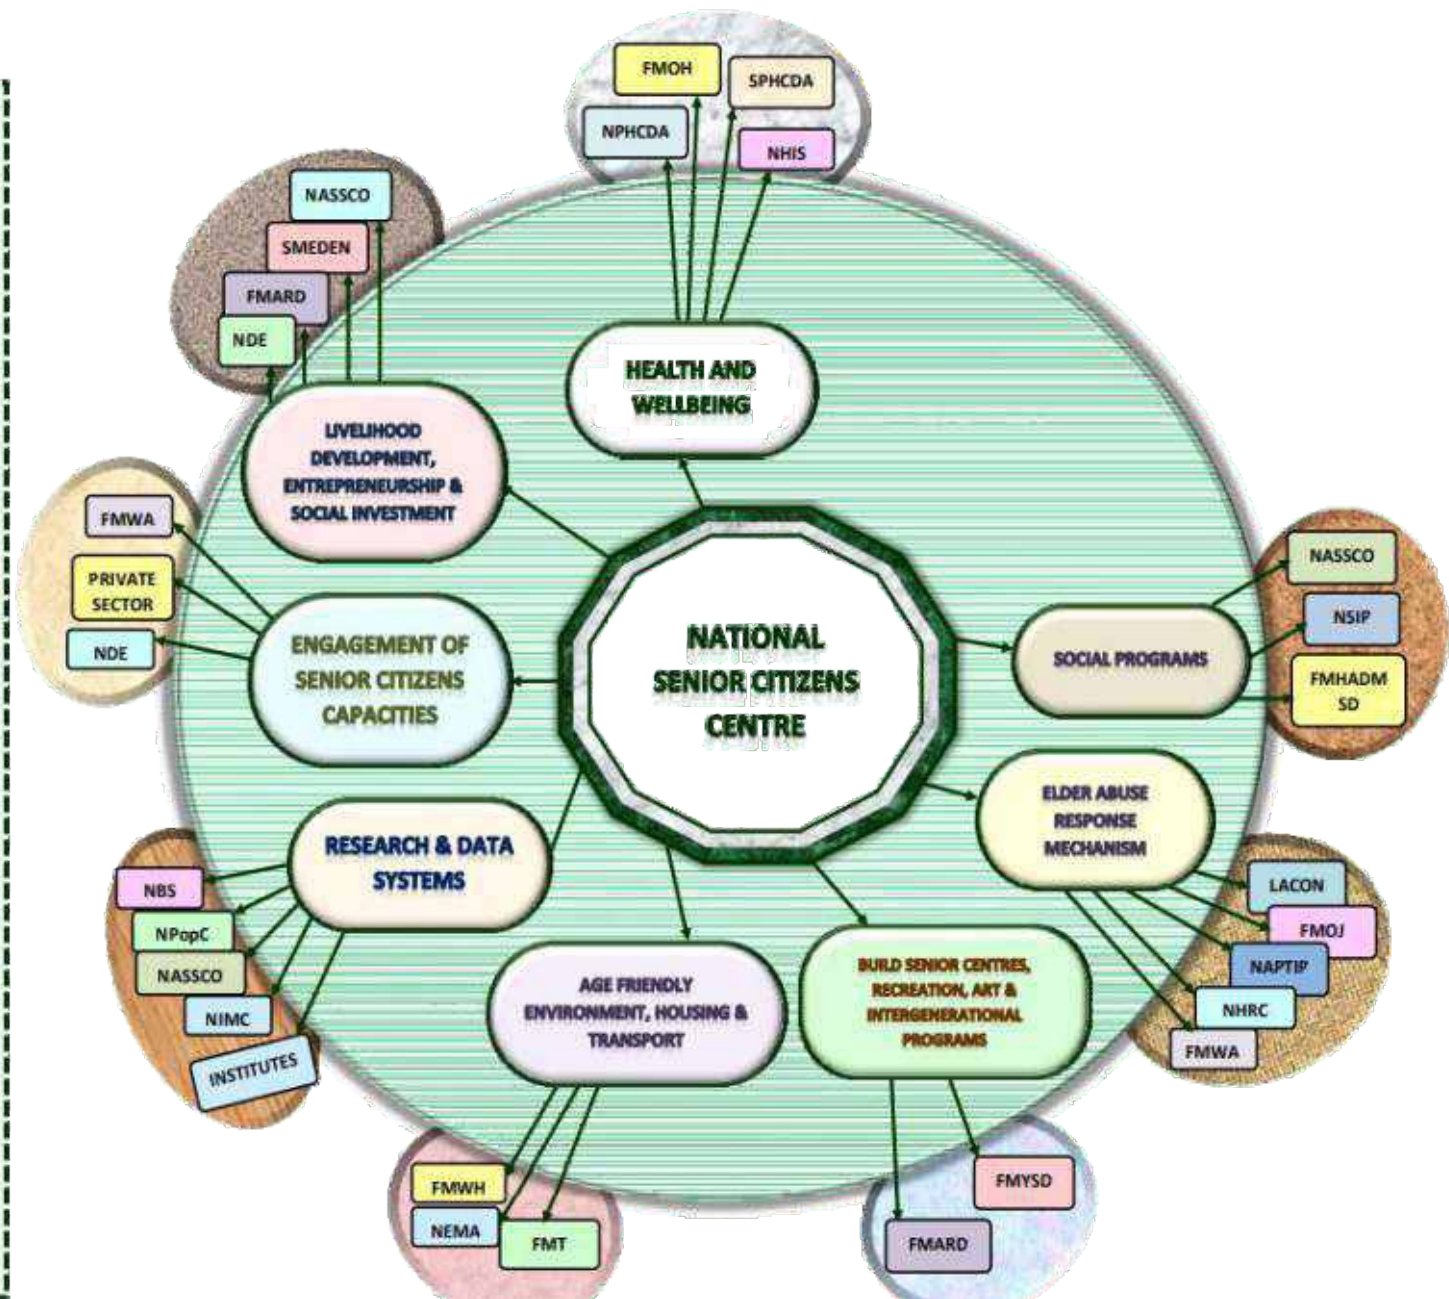 FMOH
SPHCDA
NPHCDA
NHIS
NASSCO
SMEDEN
FMARD
NDE
HEALTH AND
WELLBEING
LIVELIHOOD
DEVELOPMENT,
ENTREPRENEURSHIP &
SOCIAL INVESTMENT
FMWA
PRIVATE
SECTOR
NDE
ENGAGEMENT OF
SENIOR CITIZENS
CAPACITIES
NATIONAL
SENIOR CITIZENS
CENTRE
SOCIAL PROGRAMS
NASSCO
NSIP
FMHADM
SD
ELDER ABUSE
RESPONSE
MECHANISM
LACON
FMOJ
NAPTIP
NHRC
FMWA
RESEARCH & DATA
SYSTEMS
NBS
NPopC
NASSCO
NIMC
INSTITUTES
AGE FRIENDLY
ENVIRONMENT, HOUSING &
TRANSPORT
FMWH
NEMA
FMT
BUILD SENIOR CENTRES,
RECREATION, ART &
INTERGENERATIONAL
PROGRAMS
FMYSD
FMARD